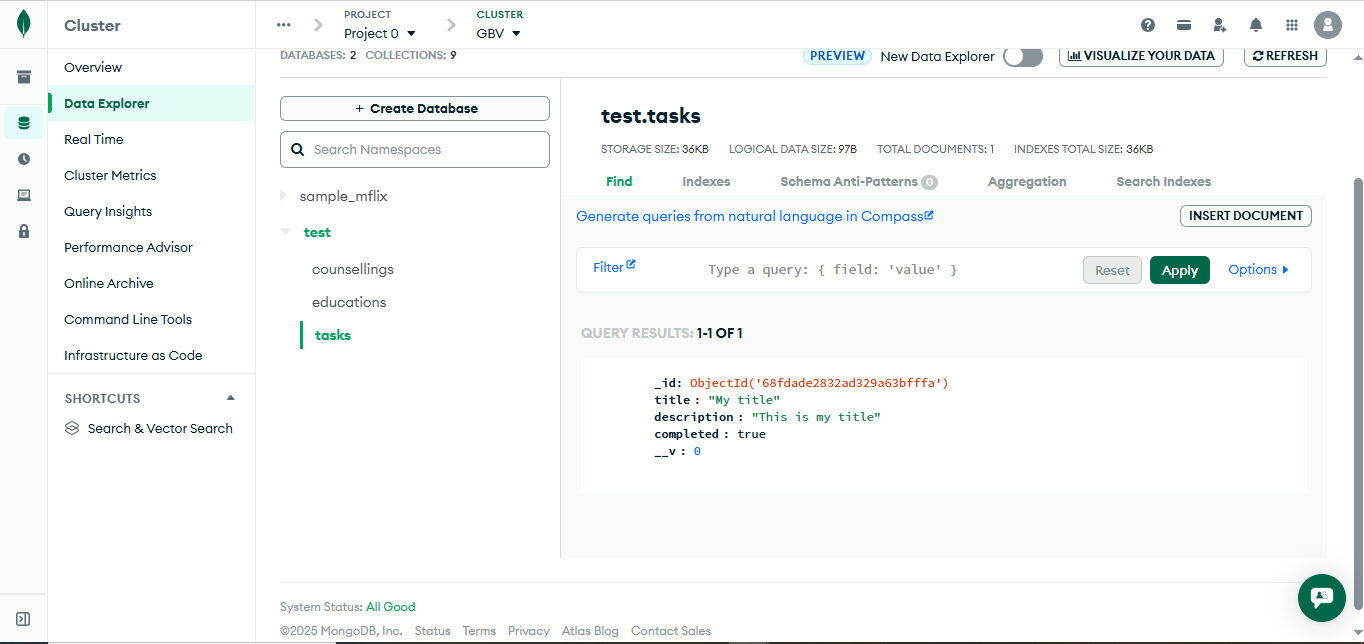 Cluster
PROJECT
Project 0
CLUSTER
GBV
Overview
Data Explorer
Real Time
Cluster Metrics
Query Insights
Performance Advisor
Online Archive
Command Line Tools
Infrastructure as Code
SHORTCUTS
Search & Vector Search
DATABASES: 2 COLLECTIONS: 9
PREVIEW New Data Explorer
VISUALIZE YOUR DATA
REFRESH
+ Create Database
Search Namespaces
sample_mflix
test
counsellings
educations
tasks
test.tasks
STORAGE SIZE: 36KB LOGICAL DATA SIZE: 97B TOTAL DOCUMENTS: 1 INDEXES TOTAL SIZE: 36KB
Find Indexes Schema Anti-Patterns 0 Aggregation Search Indexes
Generate queries from natural language in Compass
INSERT DOCUMENT
Filter Type a query: { field: 'value' } Reset Apply Options
QUERY RESULTS: 1-1 OF 1
_id: ObjectId('68fdade2832ad329a63bfffa')
title : "My title"
description : "This is my title"
completed : true
__v : 0
System Status: All Good
©2025 MongoDB, Inc. Status Terms Privacy Atlas Blog Contact Sales